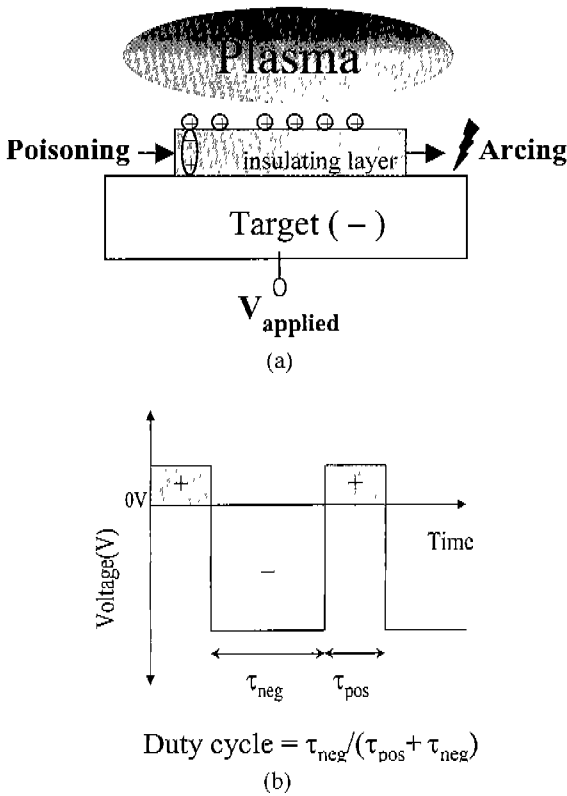 Plasma
+ + + + + +
Poisoning
−
+
insulating layer
Arcing
Target ( − )
V applied
(a)
+
+
0V
Time
Voltage(V)
−
τneg
τpos
Duty cycle = τneg/(τpos+ τneg)
(b)